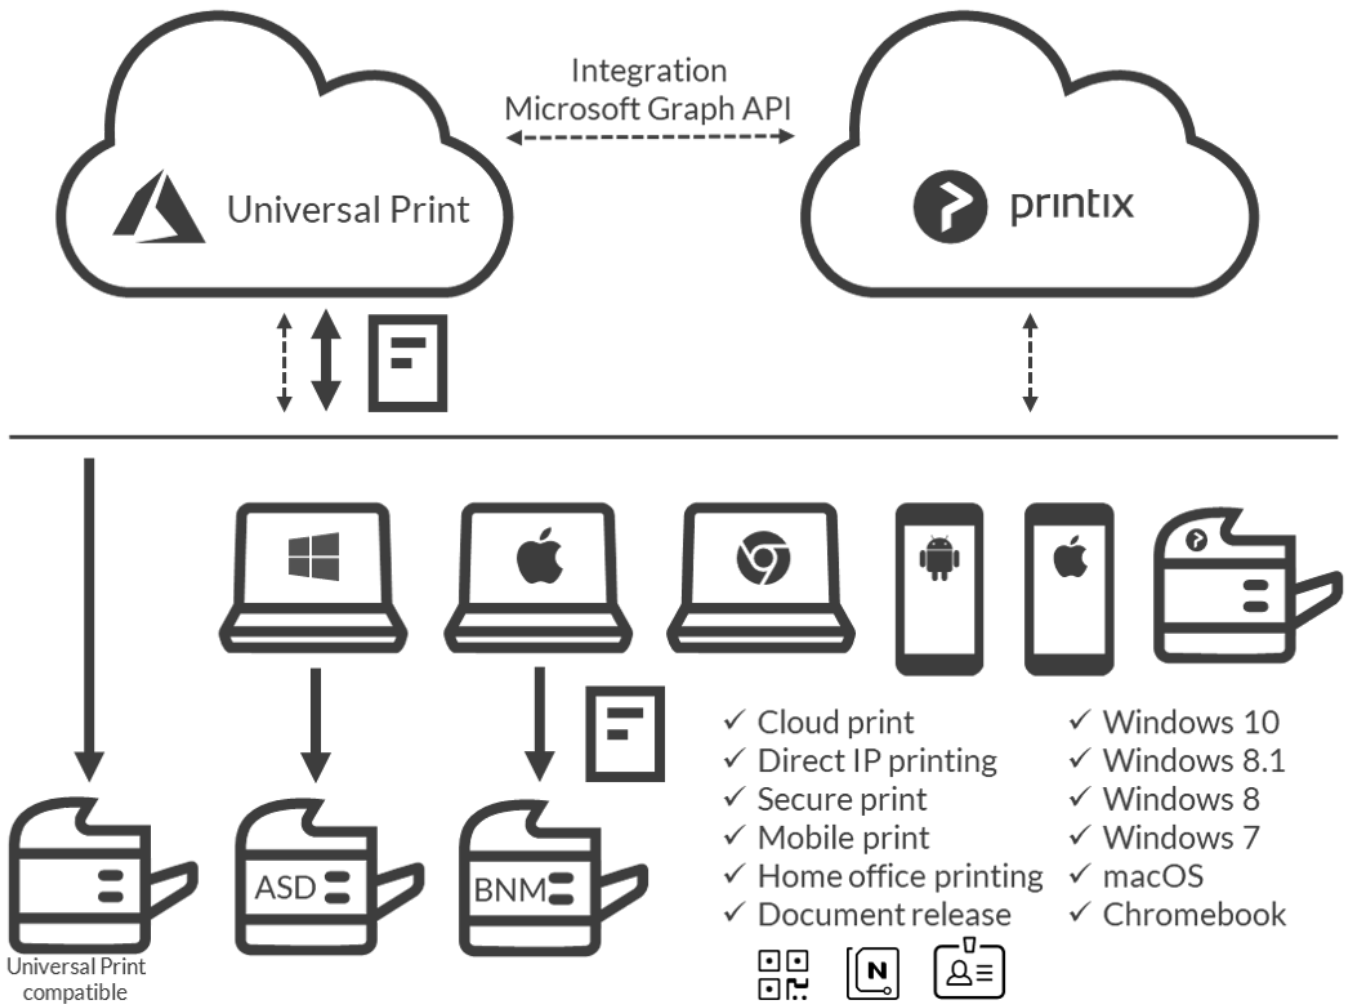 Integration
Microsoft Graph API
Universal Print
printix
ASD
BNM
Universal Print
compatible
✓ Cloud print
✓ Direct IP printing
✓ Secure print
✓ Mobile print
✓ Home office printing
✓ Document release
✓ Windows 10
✓ Windows 8.1
✓ Windows 8
✓ Windows 7
✓ macOS
✓ Chromebook
N